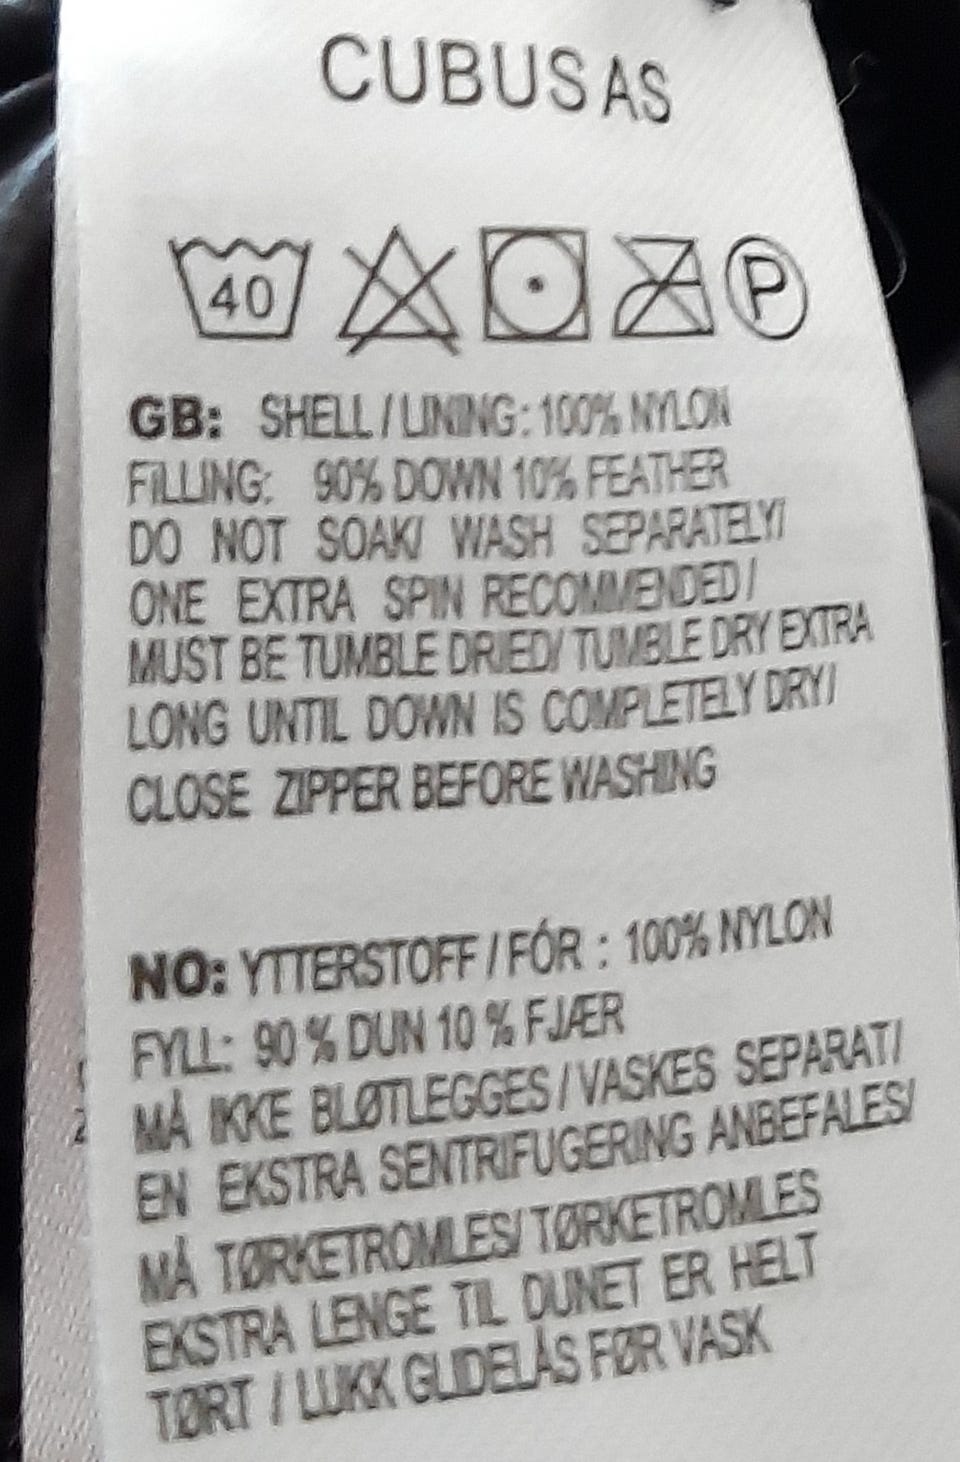 CUBUS AS
40 P
GB: SHELL / LINING: 100% NYLON
FILLING: 90% DOWN 10% FEATHER
DO NOT SOAK/ WASH SEPARATELY/
ONE EXTRA SPIN RECOMMENDED /
MUST BE TUMBLE DRIED/ TUMBLE DRY EXTRA
LONG UNTIL DOWN IS COMPLETELY DRY/
CLOSE ZIPPER BEFORE WASHING
NO: YTTERSTOFF / FÓR : 100% NYLON
FYLL: 90 % DUN 10 % FJÆR
MÅ IKKE BLØTLEGGES / VASKES SEPARAT/
EN EKSTRA SENTRIFUGERING ANBEFALES/
MÅ TØRKETROMLES/ TØRKETROMLES
EKSTRA LENGE TIL DUNET ER HELT
TØRT / LUKK GLIDELÅS FØR VASK